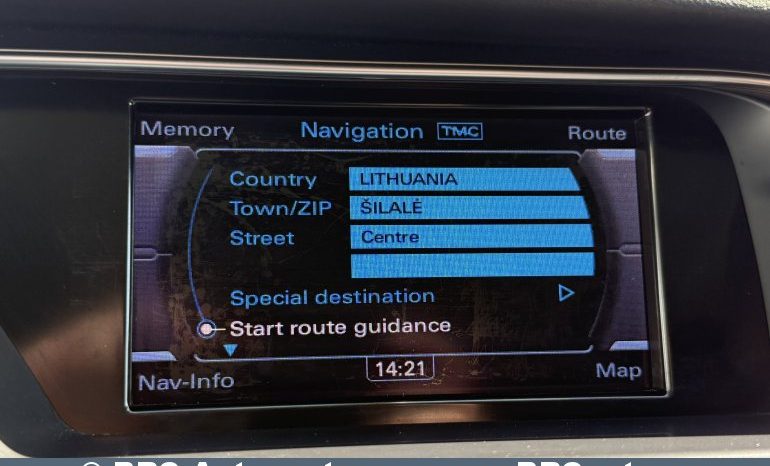 Memory Navigation TMC Route
Country LITHUANIA
Town/ZIP ŠILALĖ
Street Centre
Special destination
Start route guidance
Nav-Info 14:21 Map